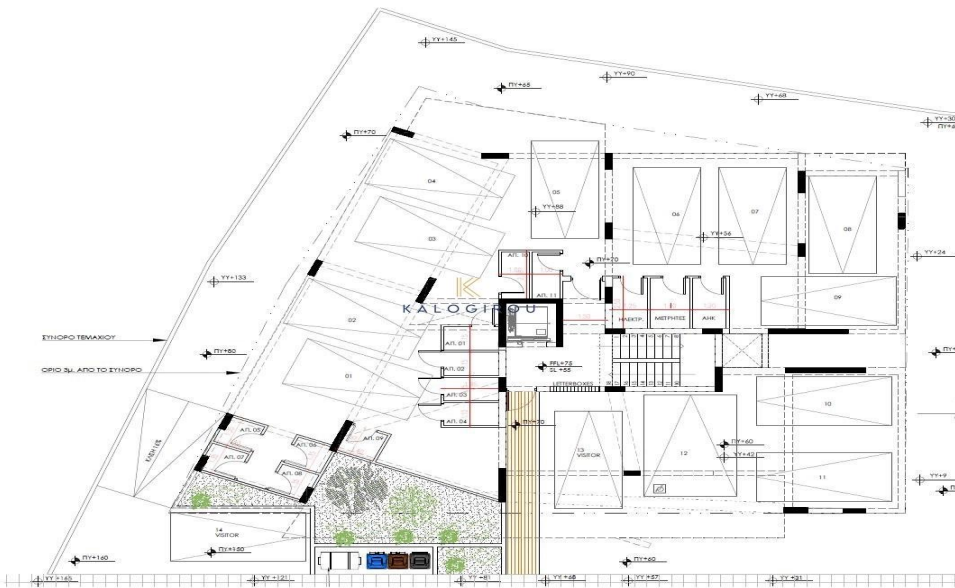 ΥΥ+145
ΥΥ+90
ΠΥ+65
ΥΥ+68
ΥΥ+30
ΠΥ+70
04
05
ΥΥ+88
06
07
ΥΥ+56
08
03
ΥΥ+24
ΑΠ. 10
ΠΥ+70
ΥΥ+133
ΑΠ. 11
09
KALOGIROU
02
ΗΛΕΚΤΡ.
ΜΕΤΡΗΤΕΣ
ΑΗΚ
ΣΥΝΟΡΟ ΤΕΜΑΧΙΟΥ
ΑΠ. 01
ΠΥ+80
ΟΡΙΟ 3μ. ΑΠΟ ΤΟ ΣΥΝΟΡΟ
ΑΠ. 02
FFL+75
SL +55
01
LETTERBOXES
ΑΠ. 03
10
ΑΠ. 04
ΠΥ+70
ΑΠ. 05
ΑΠ. 06
ΑΠ. 09
ΠΥ+60
13
VISITOR
12
ΥΥ+42
ΑΠ. 07
ΑΠ. 08
11
ΥΥ+9
14
VISITOR
ΠΥ+150
ΠΥ+160
ΠΥ+60
ΥΥ+165
ΥΥ+121
ΥΥ+81
ΥΥ+68
ΥΥ+57
ΥΥ+21